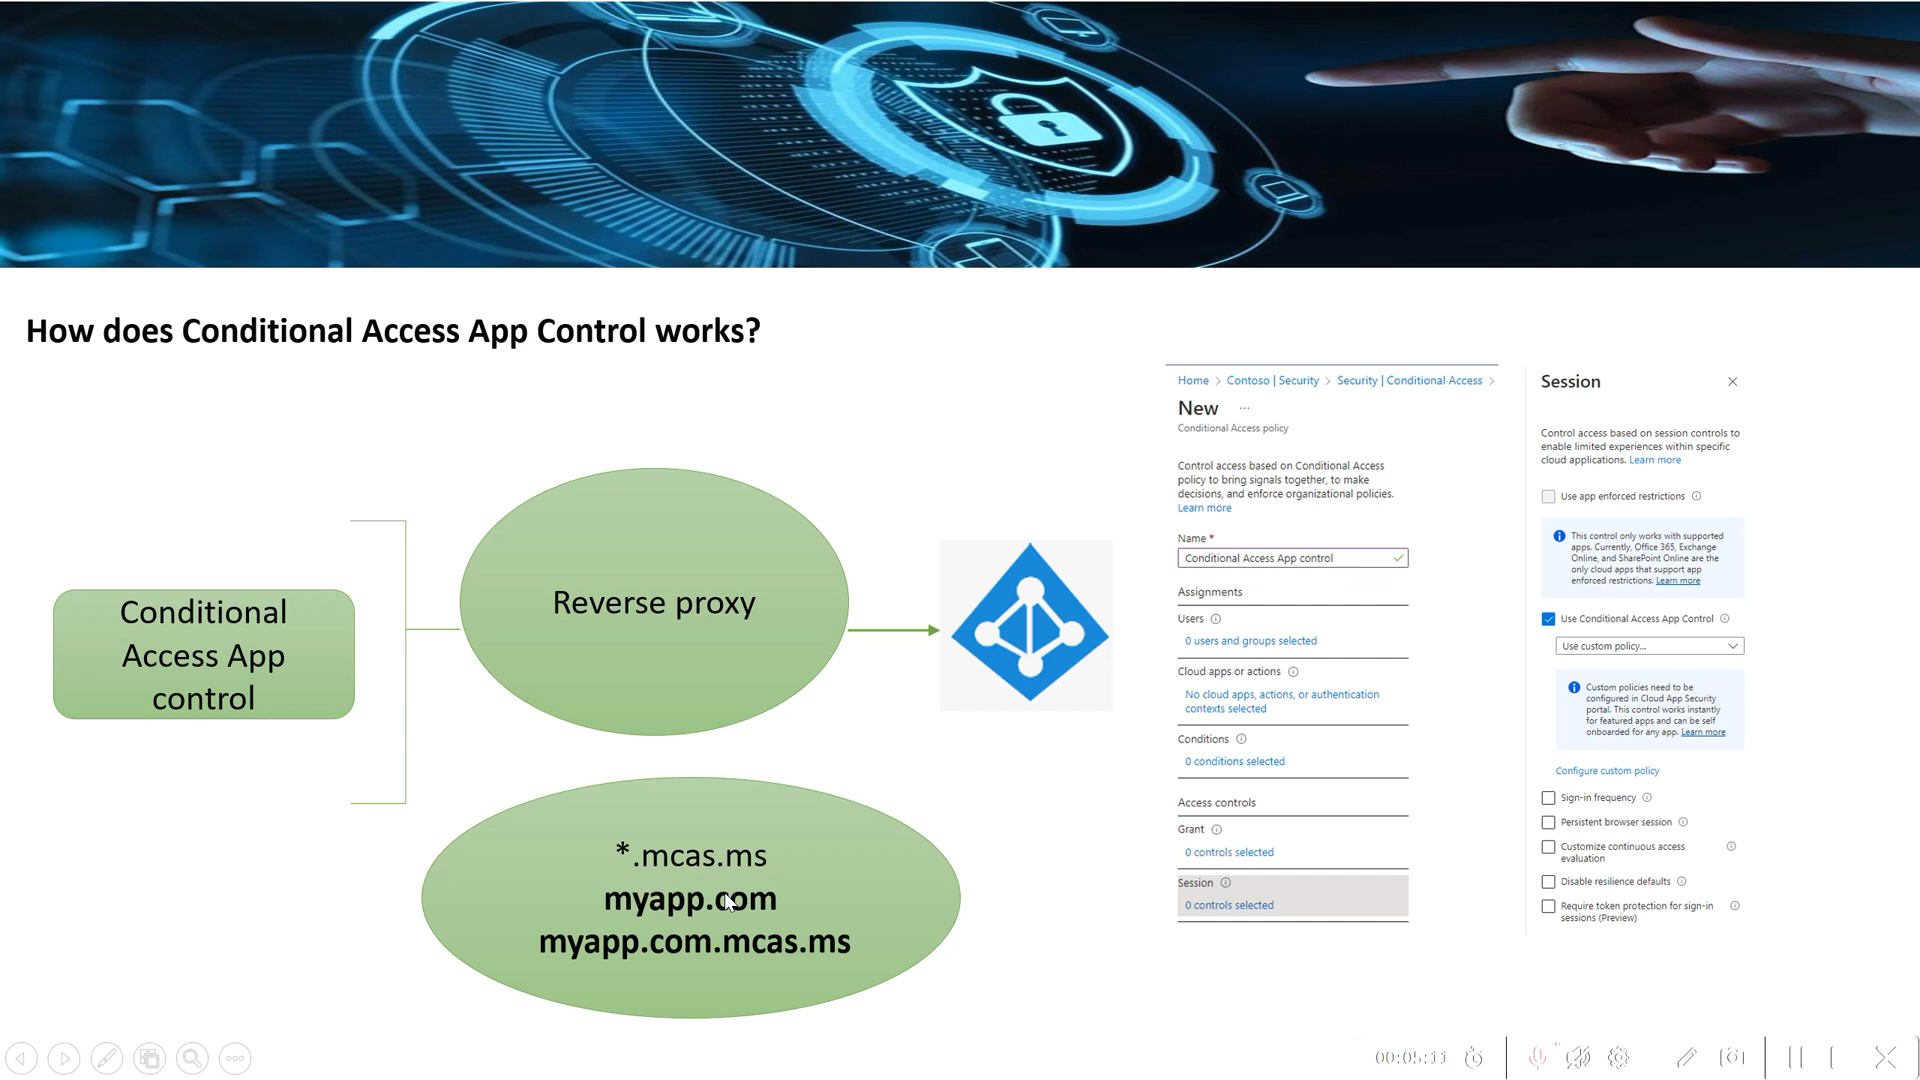 How does Conditional Access App Control works?
Conditional
Access App
control
Reverse proxy
*.mcas.ms
myapp.com
myapp.com.mcas.ms
Home > Contoso | Security > Security | Conditional Access >
New ...
Conditional Access policy
Control access based on Conditional Access
policy to bring signals together, to make
decisions, and enforce organizational policies.
Learn more
Name *
Conditional Access App control
Assignments
Users
0 users and groups selected
Cloud apps or actions
No cloud apps, actions, or authentication
contexts selected
Conditions
0 conditions selected
Access controls
Grant
0 controls selected
Session
0 controls selected
Session
Control access based on session controls to
enable limited experiences within specific
cloud applications. Learn more
Use app enforced restrictions
This control only works with supported
apps. Currently, Office 365, Exchange
Online, and SharePoint Online are the
only cloud apps that support app
enforced restrictions. Learn more
Use Conditional Access App Control
Use custom policy...
Custom policies need to be
configured in Cloud App Security
portal. This control works instantly
for featured apps and can be self
onboarded for any app. Learn more
Configure custom policy
Sign-in frequency
Persistent browser session
Customize continuous access
evaluation
Disable resilience defaults
Require token protection for sign-in
sessions (Preview)
00:05:11